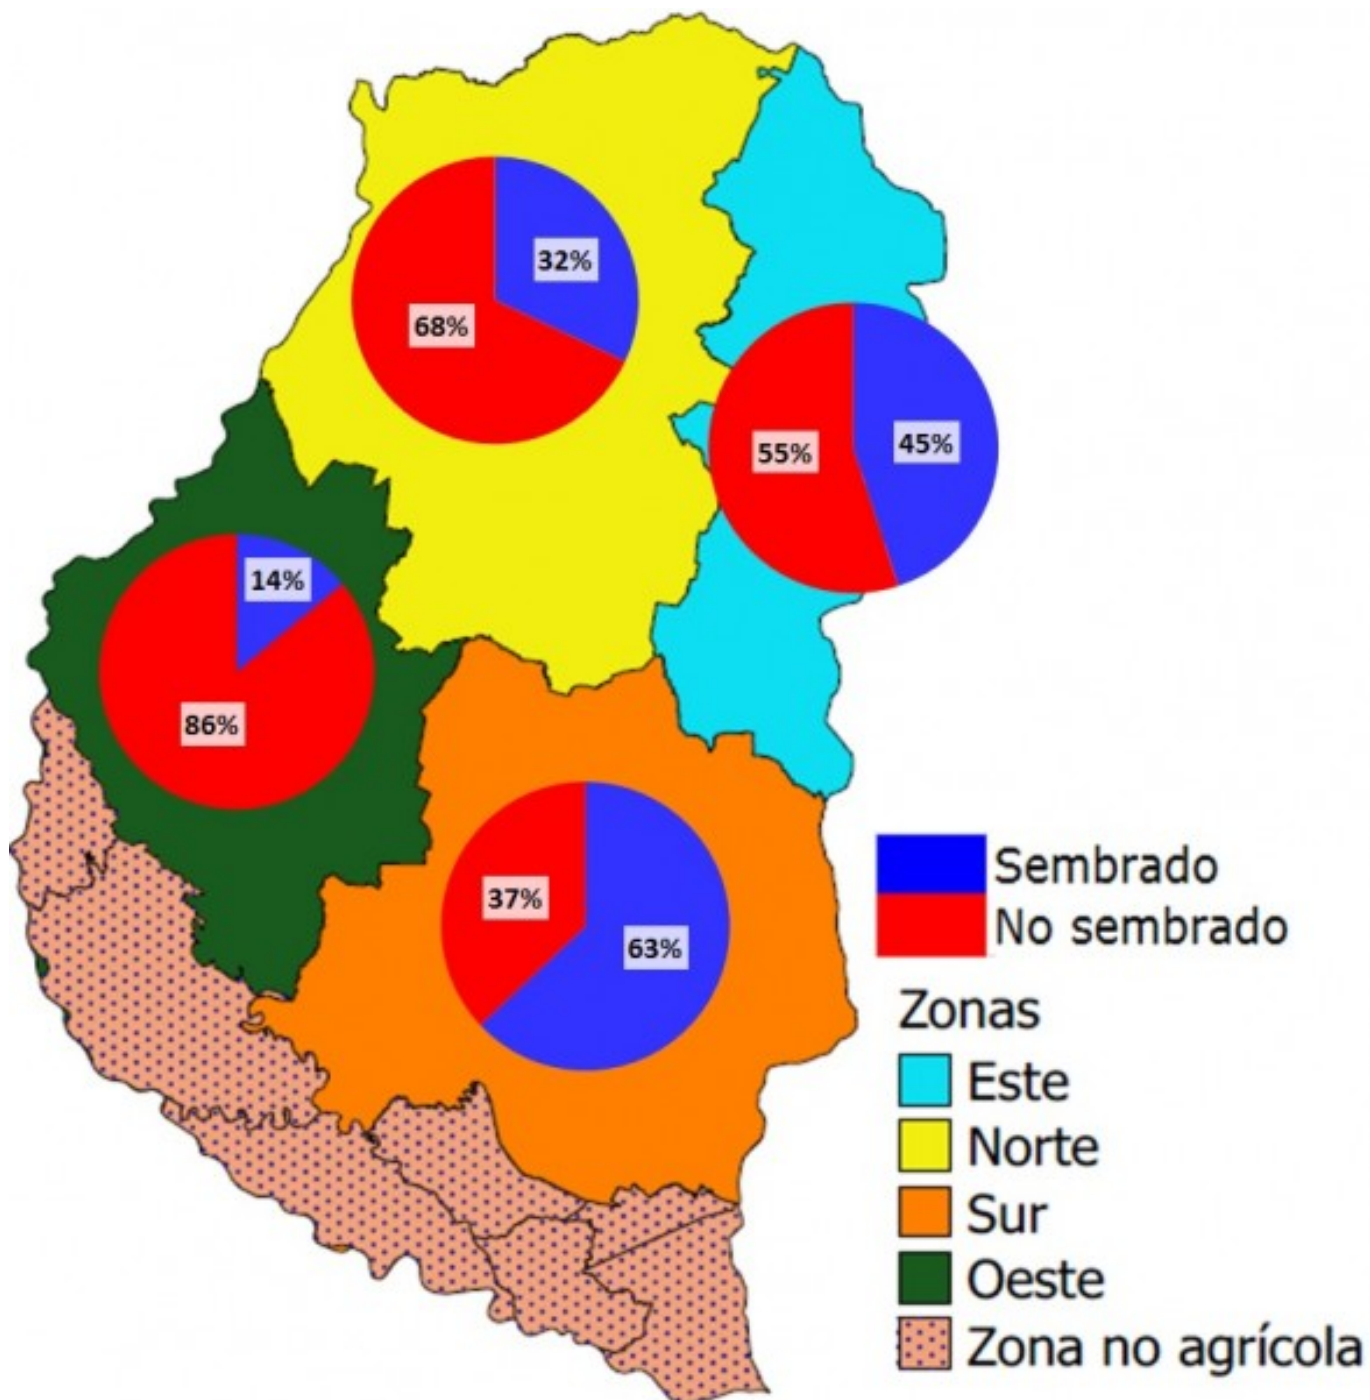 32%
68%
45%
55%
14%
86%
37%
63%
Sembrado
No sembrado
Zonas
Este
Norte
Sur
Oeste
Zona no agrícola